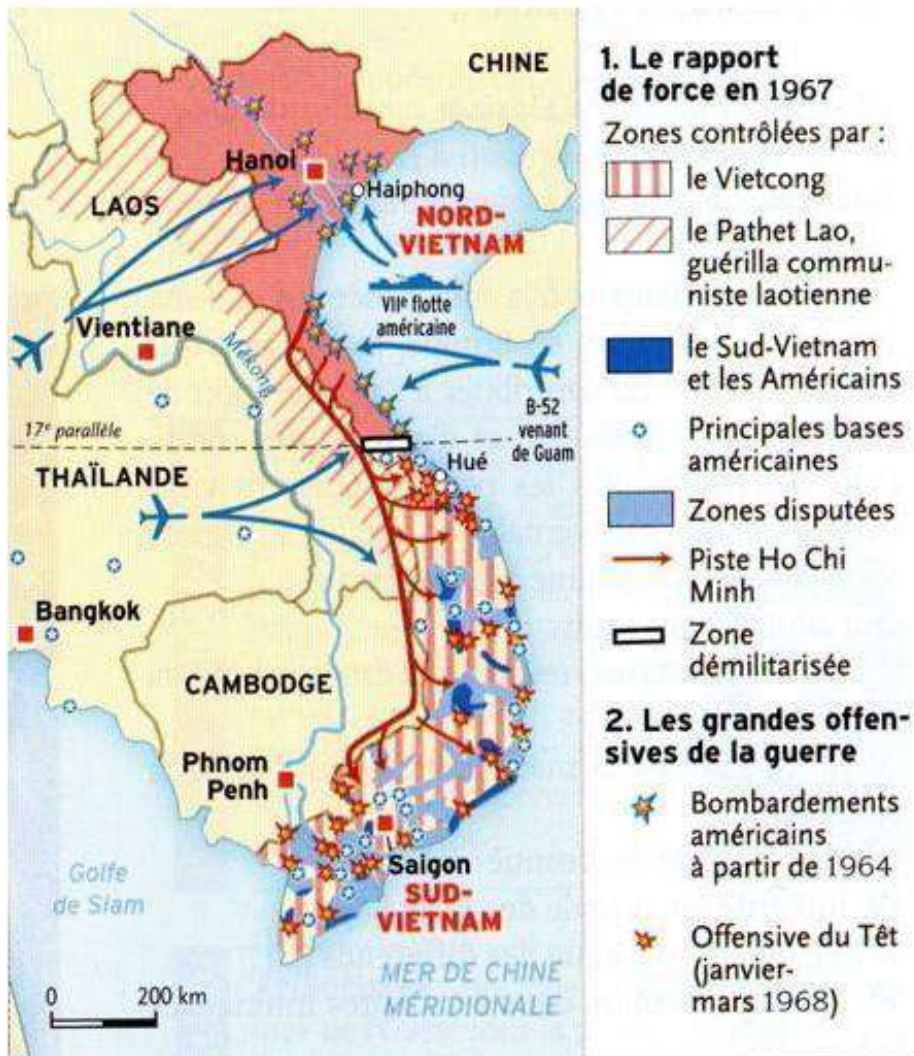 CHINE
Hanoi
Haiphong
LAOS
NORD-
VIETNAM
VIIe flotte
américaine
Vientiane
Mékong
B-52
venant
de Guam
17e parallèle
Hué
THAÏLANDE
Bangkok
CAMBODGE
Phnom
Penh
Saigon
SUD-
VIETNAM
Golfe
de Siam
MER DE CHINE
MÉRIDIONALE
0 200 km
1. Le rapport
de force en 1967
Zones contrôlées par :
le Vietcong
le Pathet Lao,
guérilla commu-
niste laotienne
le Sud-Vietnam
et les Américains
Principales bases
américaines
Zones disputées
Piste Ho Chi
Minh
Zone
démilitarisée
2. Les grandes offen-
sives de la guerre
Bombardements
américains
à partir de 1964
Offensive du Têt
(janvier-
mars 1968)